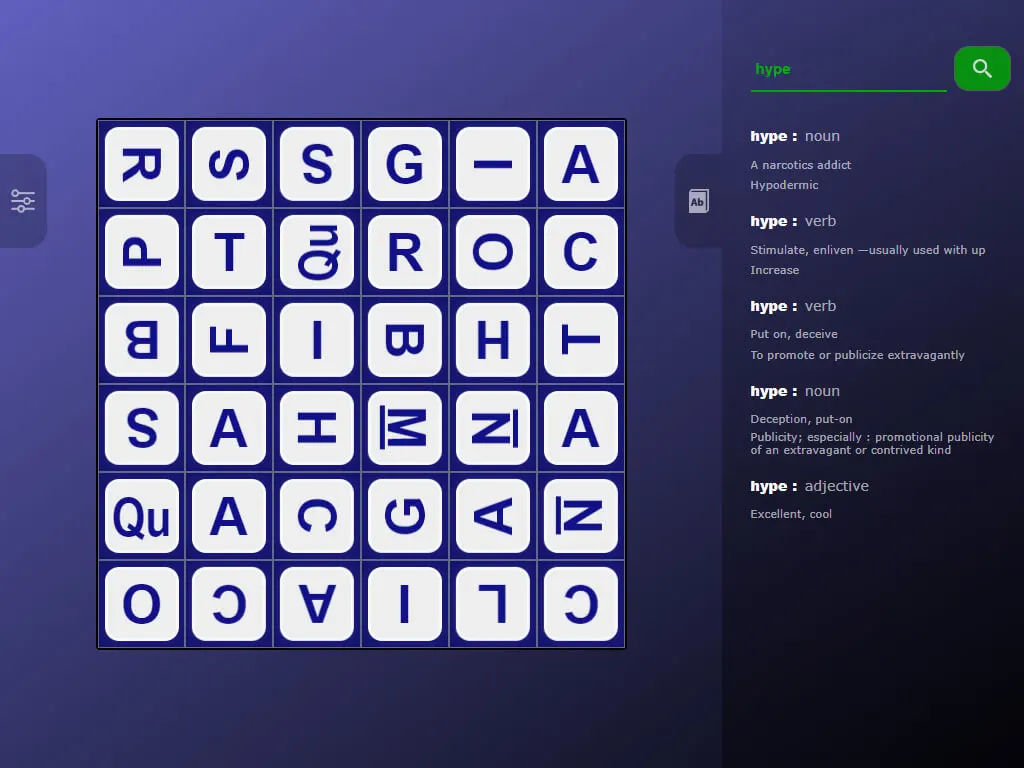 hype
R S S G I A
P T Qu R O C
B F I B H T
S A H M N A
Qu A C G A N
O C A I L C
Ab
hype : noun
A narcotics addict
Hypodermic
hype : verb
Stimulate, enliven —usually used with up
Increase
hype : verb
Put on, deceive
To promote or publicize extravagantly
hype : noun
Deception, put-on
Publicity; especially : promotional publicity
of an extravagant or contrived kind
hype : adjective
Excellent, cool